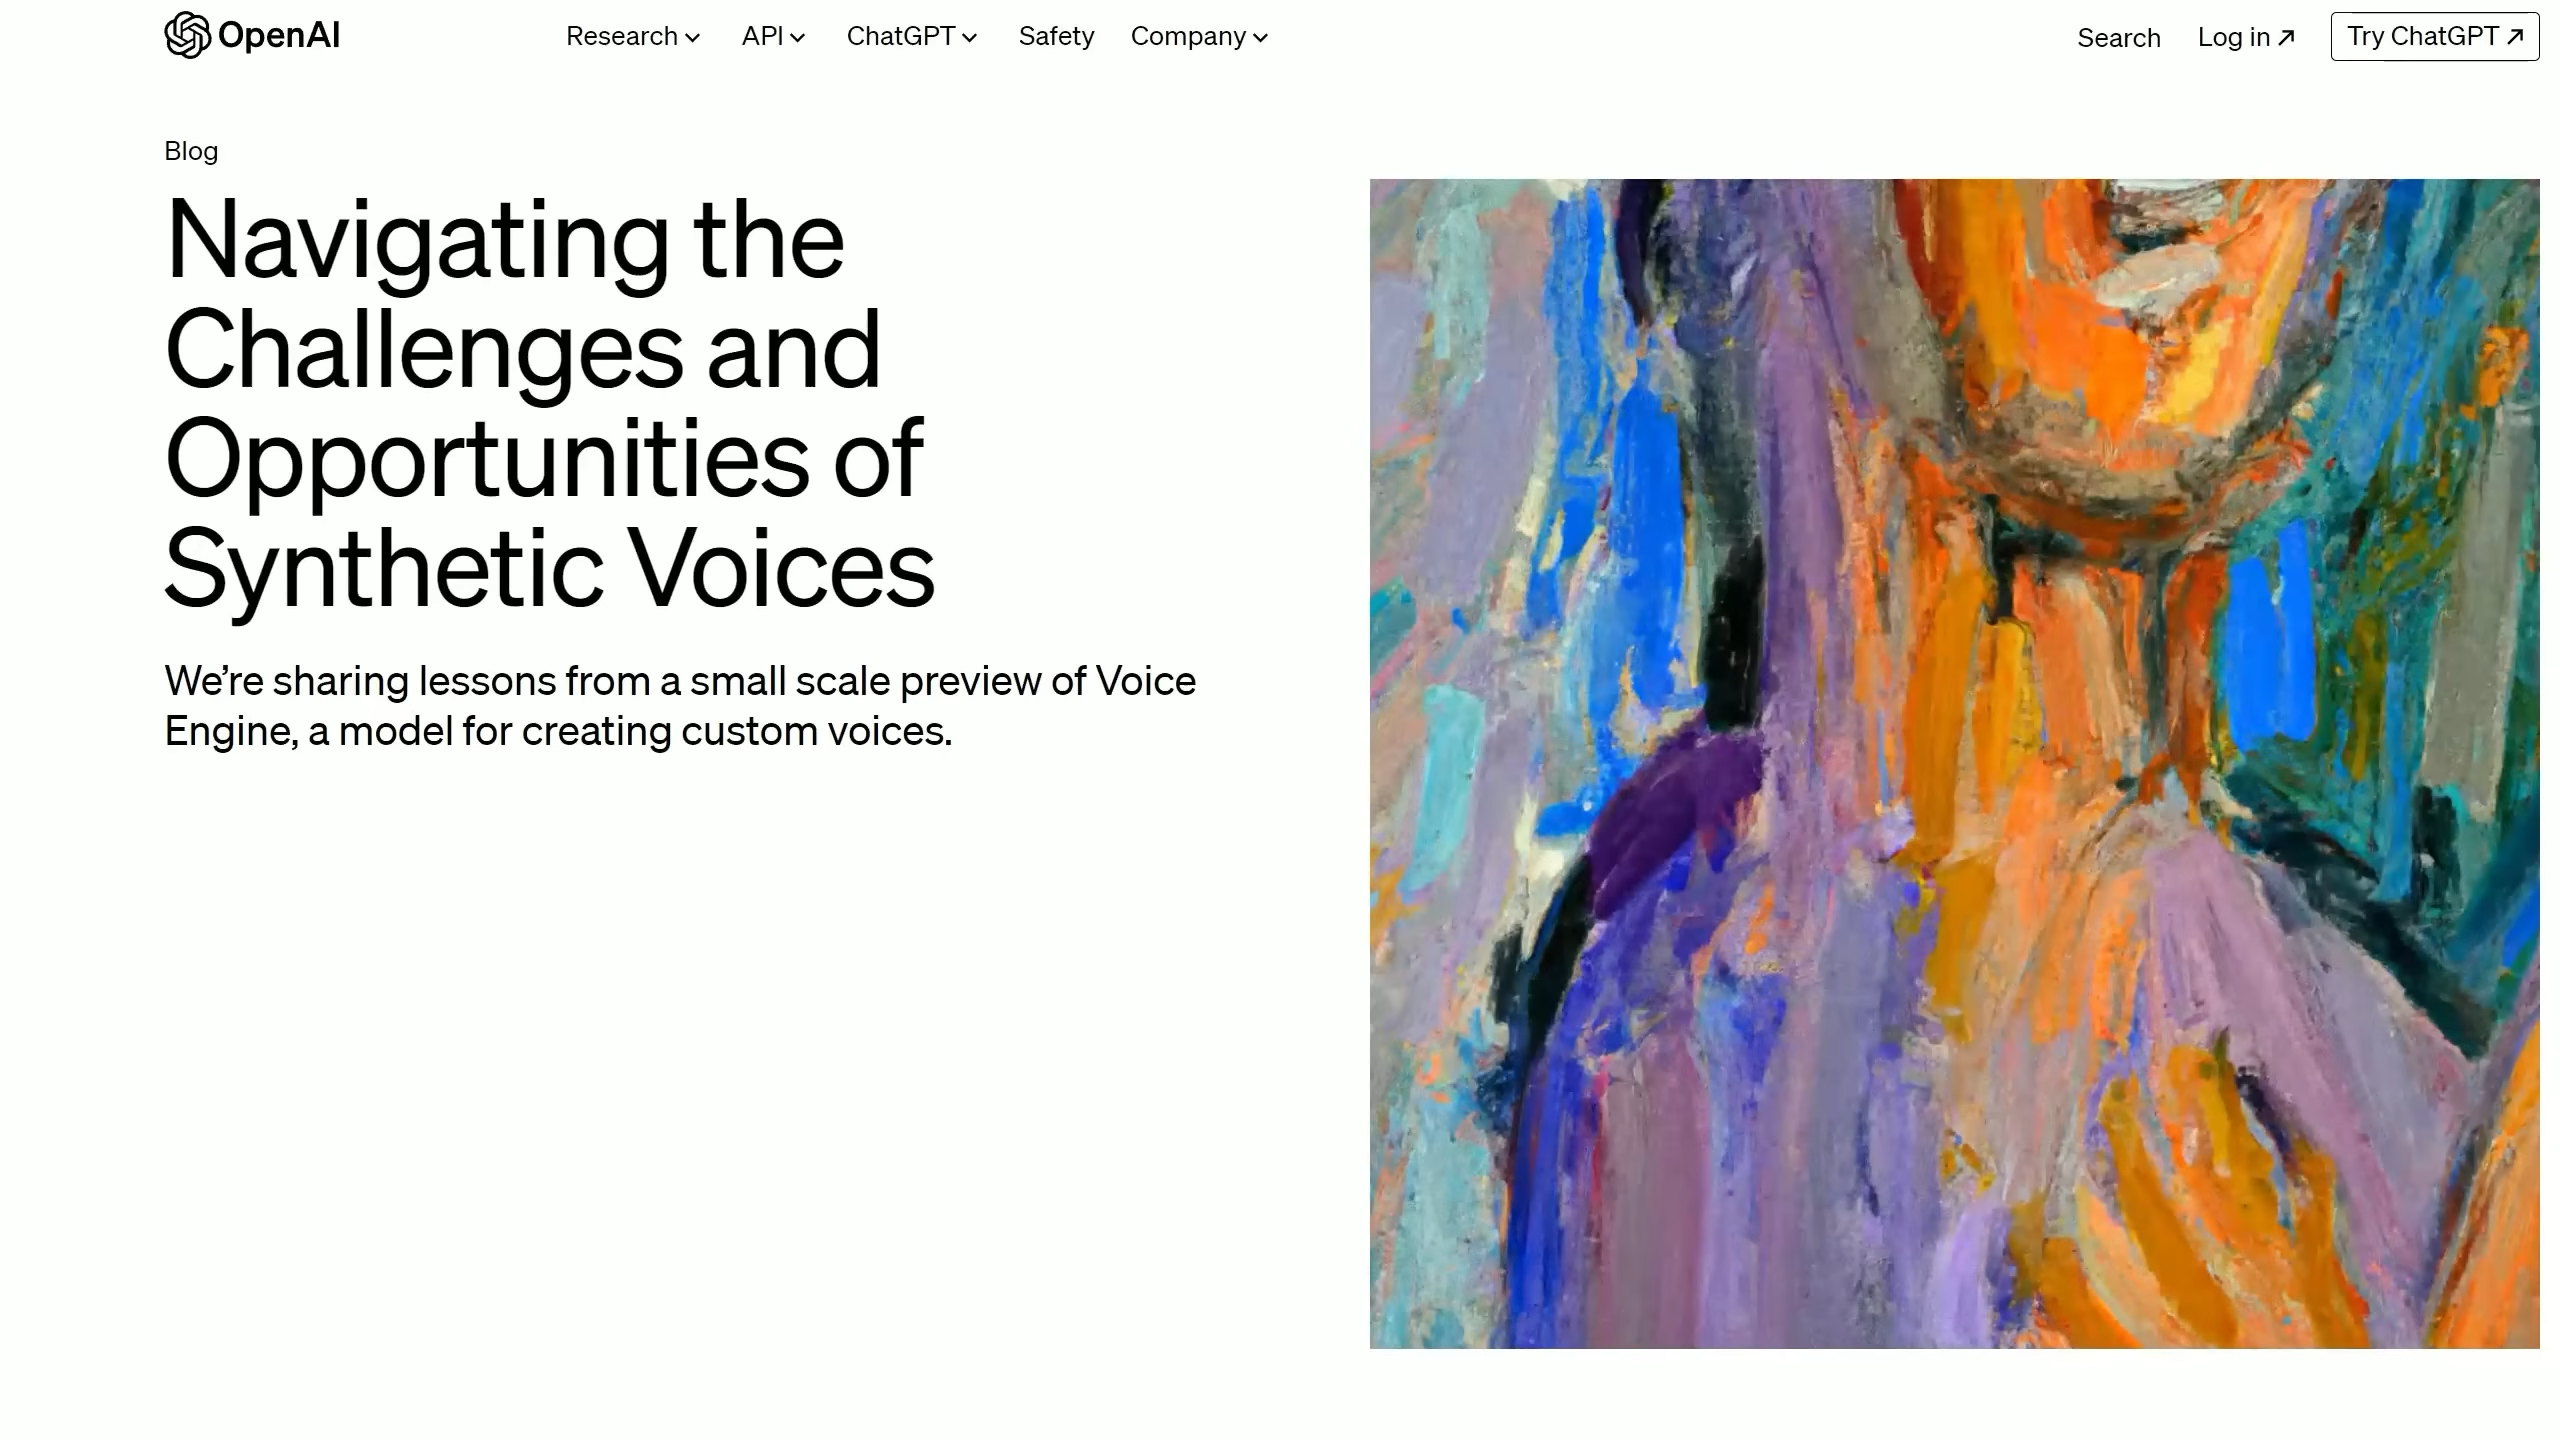 OpenAI
Research
API
ChatGPT
Safety
Company
Search
Log in
Try ChatGPT
Blog
Navigating the
Challenges and
Opportunities of
Synthetic Voices
We’re sharing lessons from a small scale preview of Voice
Engine, a model for creating custom voices.